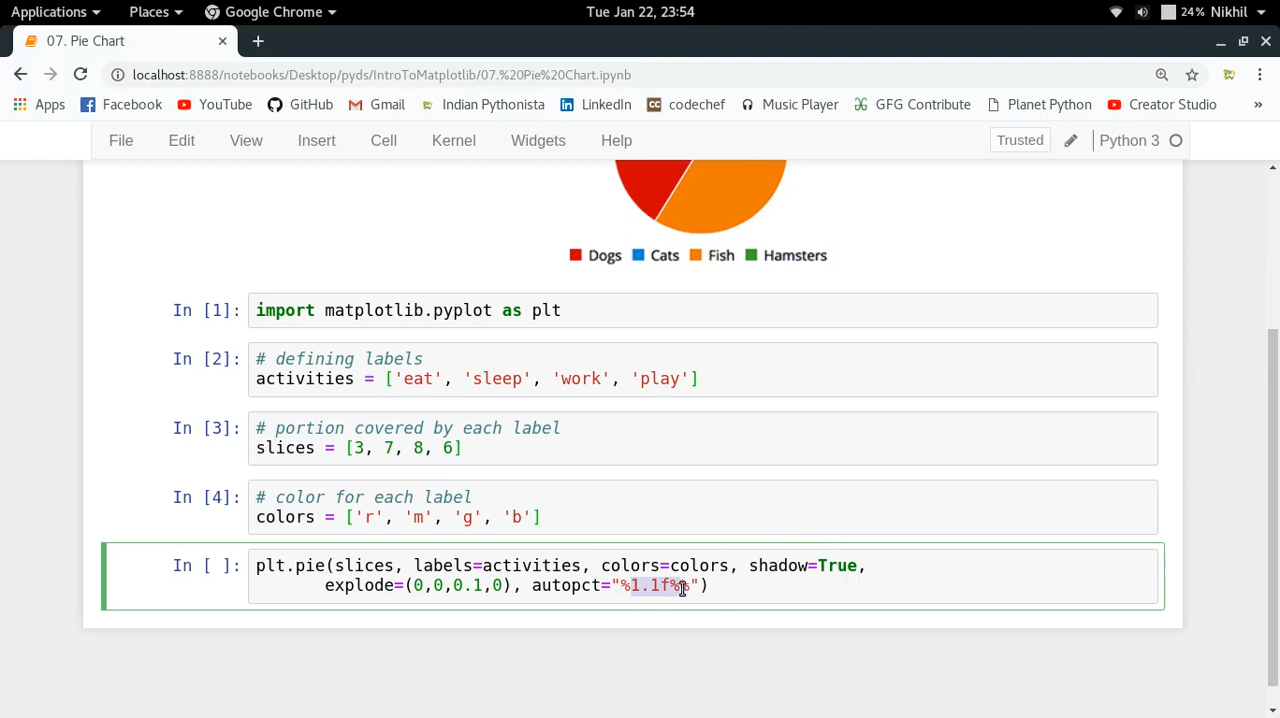 Applications Places Google Chrome Tue Jan 22, 23:54 24% Nikhil
07. Pie Chart
localhost:8888/notebooks/Desktop/pyds/IntroToMatplotlib/07.%20Pie%20Chart.ipynb
Apps Facebook YouTube GitHub Gmail Indian Pythonista LinkedIn codechef Music Player GFG Contribute Planet Python Creator Studio »
File Edit View Insert Cell Kernel Widgets Help Trusted Python 3
Dogs Cats Fish Hamsters
In [1]: import matplotlib.pyplot as plt
In [2]: # defining labels
activities = ['eat', 'sleep', 'work', 'play']
In [3]: # portion covered by each label
slices = [3, 7, 8, 6]
In [4]: # color for each label
colors = ['r', 'm', 'g', 'b']
In [ ]: plt.pie(slices, labels=activities, colors=colors, shadow=True,
explode=(0,0,0.1,0), autopct="%1.1f%%")